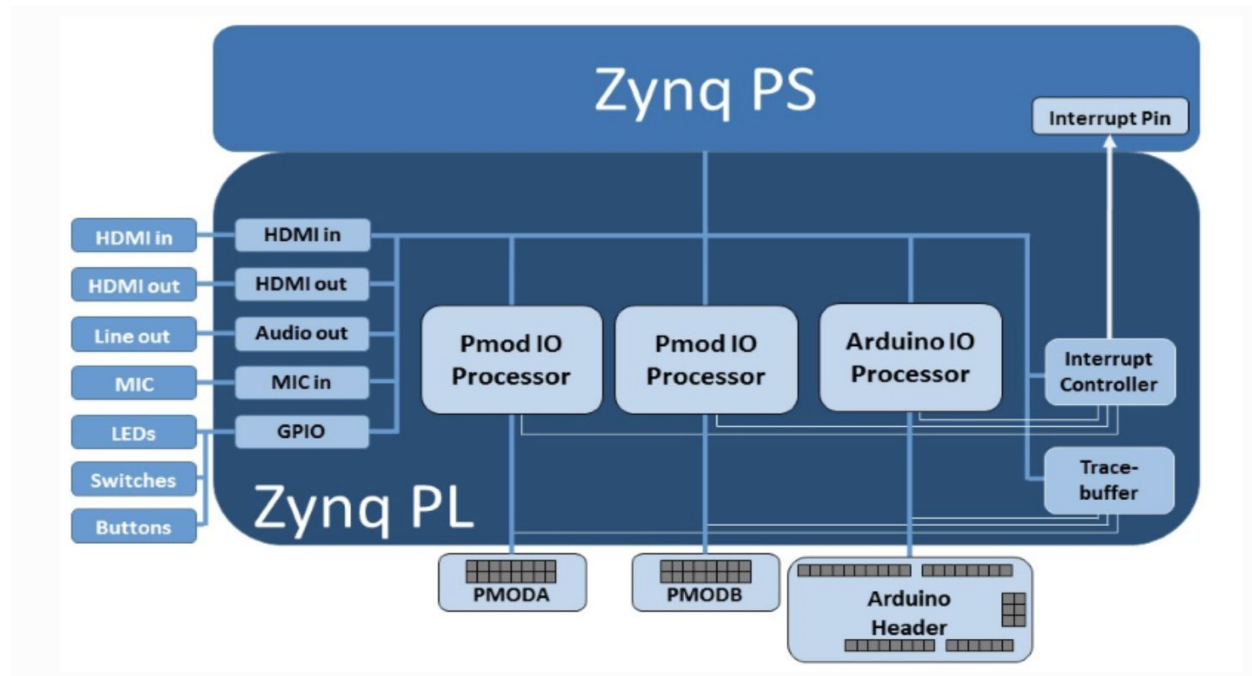 Zynq PS
Interrupt Pin
HDMI in
HDMI in
HDMI out
HDMI out
Line out
Audio out
MIC
MIC in
LEDs
GPIO
Switches
Buttons
Pmod IO
Processor
Pmod IO
Processor
Arduino IO
Processor
Interrupt
Controller
Trace-
buffer
Zynq PL
PMODA
PMODB
Arduino
Header